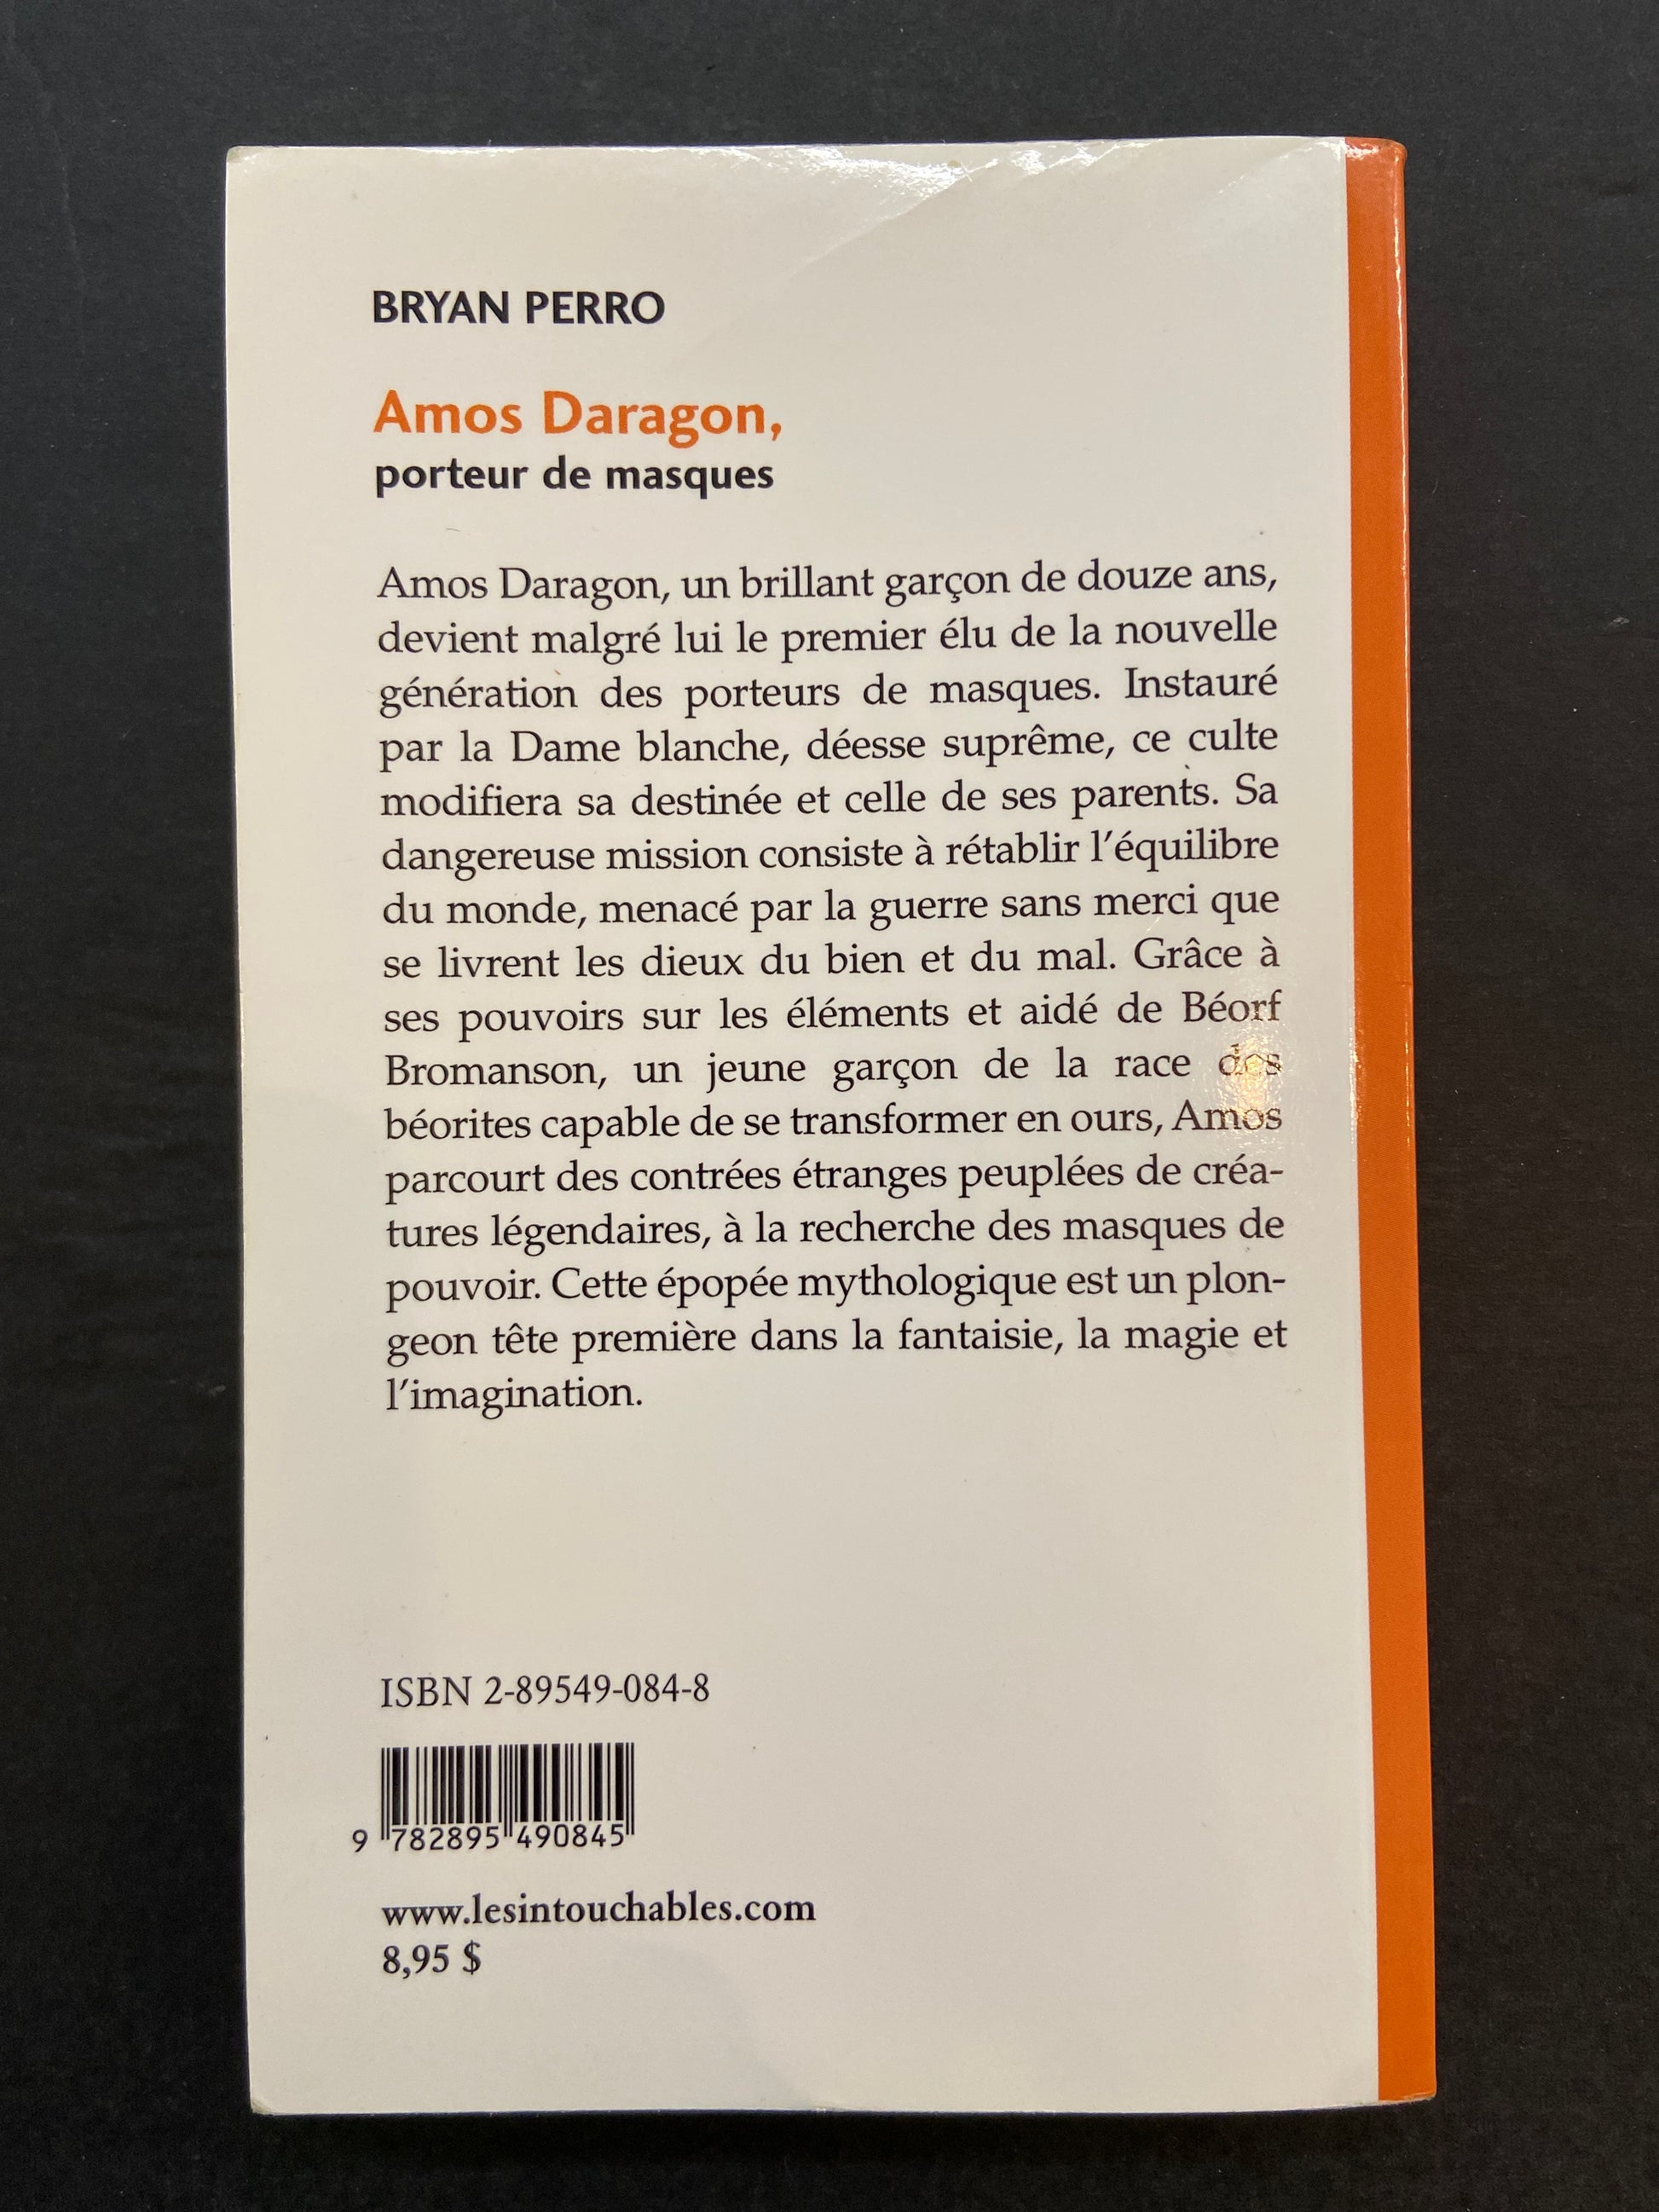 BRYAN PERRO
Amos Daragon,
porteur de masques
Amos Daragon, un brillant garçon de douze ans,
devient malgré lui le premier élu de la nouvelle
génération des porteurs de masques. Instauré
par la Dame blanche, déesse suprême, ce culte
modifiera sa destinée et celle de ses parents. Sa
dangereuse mission consiste à rétablir l'équilibre
du monde, menacé par la guerre sans merci que
se livrent les dieux du bien et du mal. Grâce à
ses pouvoirs sur les éléments et aidé de Béorf
Bromanson, un jeune garçon de la race des
béorites capable de se transformer en ours, Amos
parcourt des contrées étranges peuplées de créa-
tures légendaires, à la recherche des masques de
pouvoir. Cette épopée mythologique est un plon-
geon tête première dans la fantaisie, la magie et
l'imagination.
ISBN 2-89549-084-8
9 782895 490845
www.lesintouchables.com
8,95 $